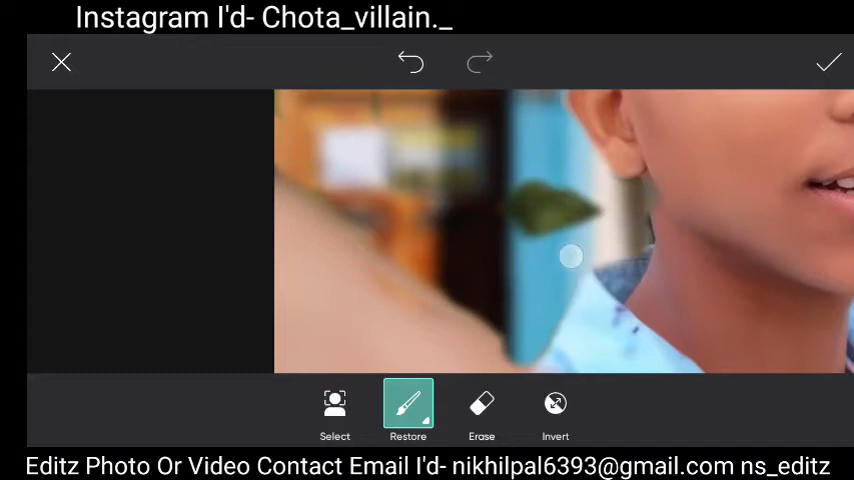 Instagram I'd- Chota_villain._
Select
Restore
Erase
Invert
Editz Photo Or Video Contact Email I'd- nikhilpal6393@gmail.com ns_editz